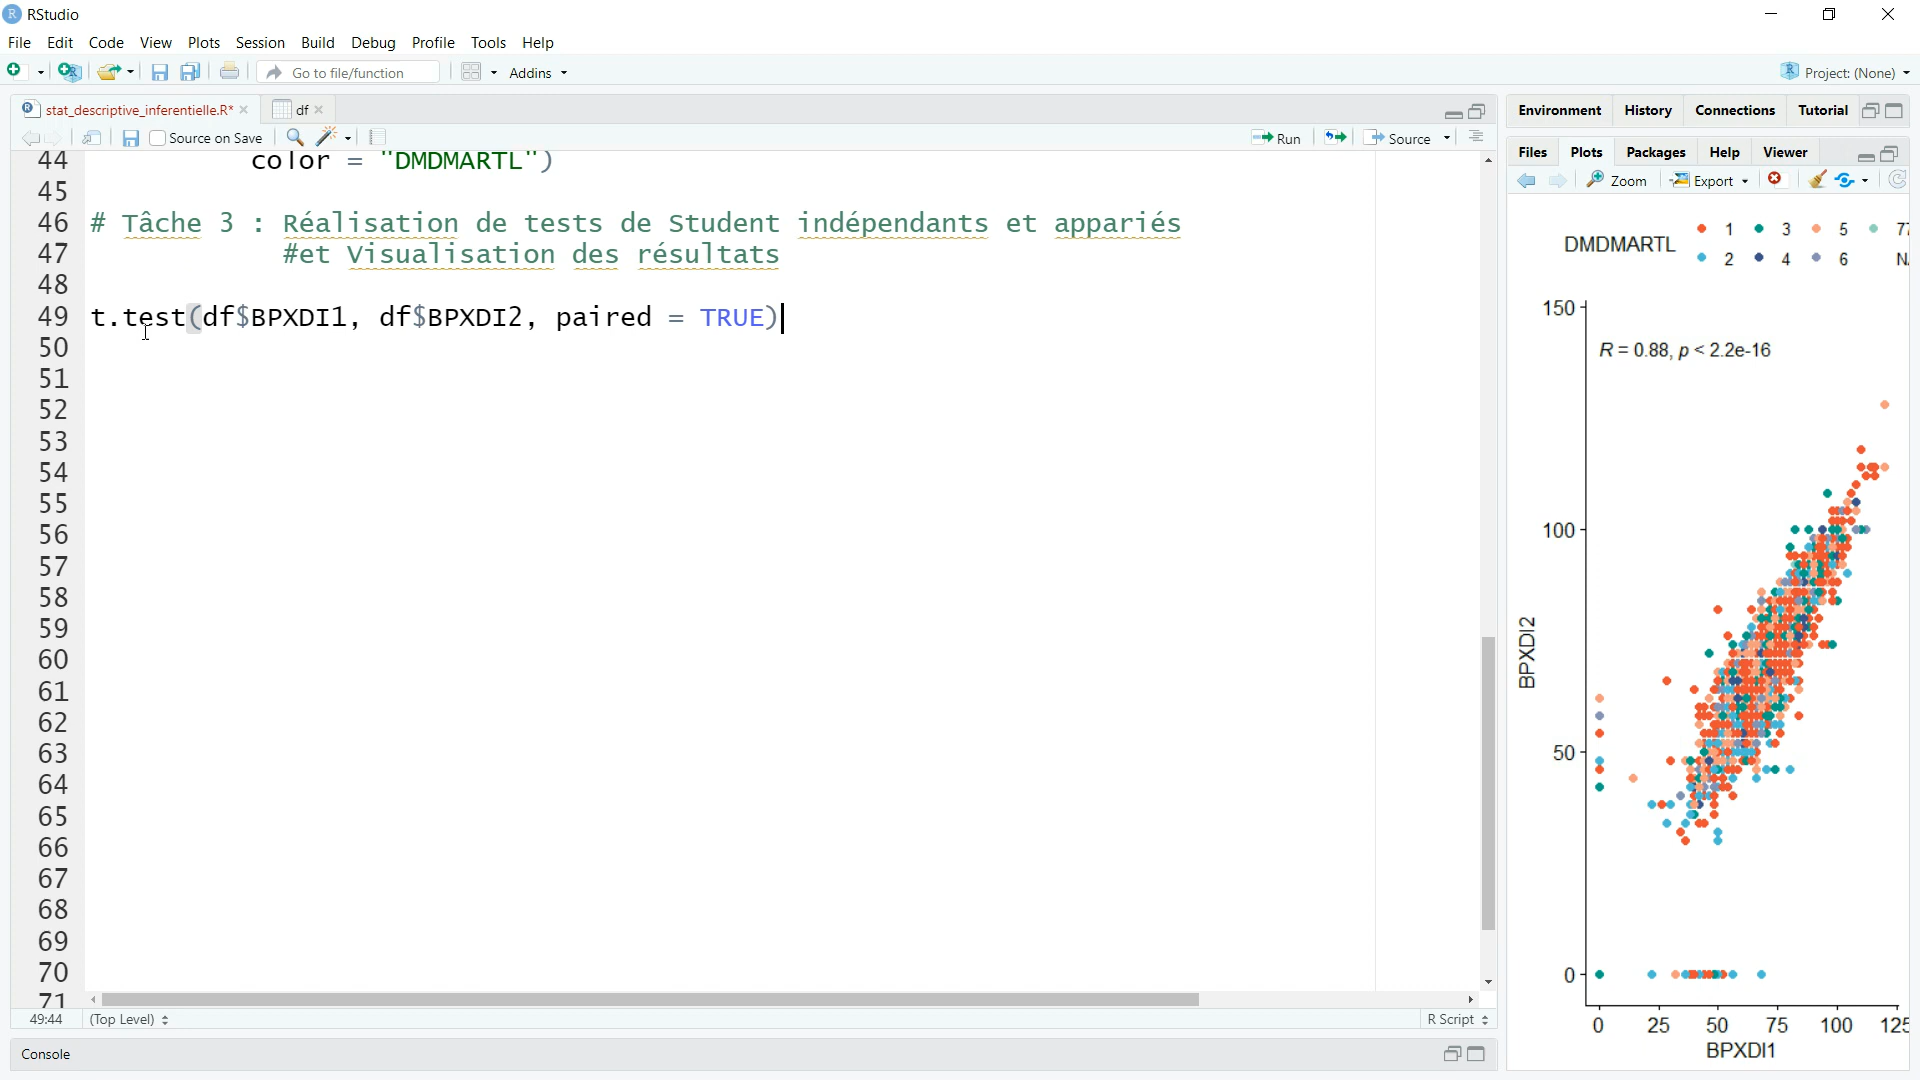 RStudio
File Edit Code View Plots Session Build Debug Profile Tools Help
Go to file/function Addins Project: (None)
stat_descriptive_inferentielle.R* df
Source on Save Run Source
44 color = "DMDMARTL")
45
46 # Tâche 3 : Réalisation de tests de Student indépendants et appariés
47 #et Visualisation des résultats
48
49 t.test(df$BPXDI1, df$BPXDI2, paired = TRUE)
50
51
52
53
54
55
56
57
58
59
60
61
62
63
64
65
66
67
68
69
70
71
49:44 (Top Level) R Script
Console
Environment History Connections Tutorial
Files Plots Packages Help Viewer
Zoom Export
DMDMARTL
1 3 5 77
2 4 6 N
150
R = 0.88, p < 2.2e-16
100
BPXDI2
50
0
0 25 50 75 100 125
BPXDI1